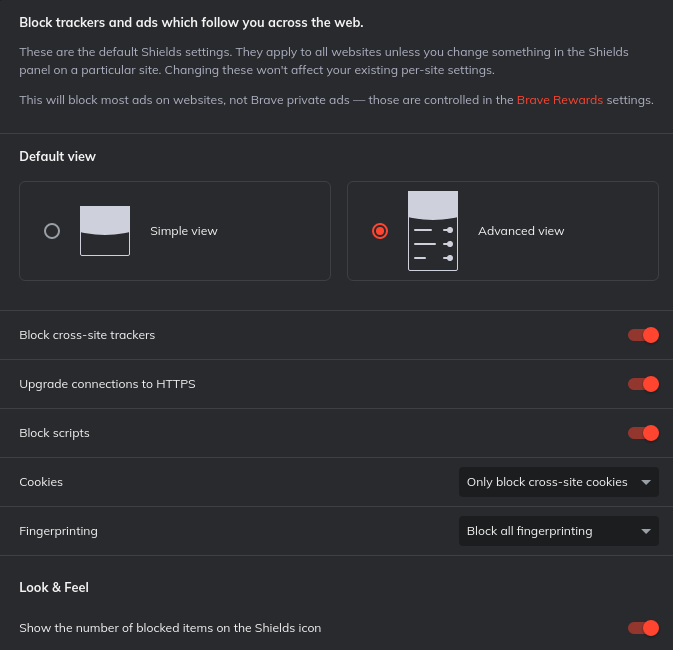 Block trackers and ads which follow you across the web.
These are the default Shields settings. They apply to all websites unless you change something in the Shields
panel on a particular site. Changing these won't affect your existing per-site settings.
This will block most ads on websites, not Brave private ads — those are controlled in the Brave Rewards settings.
Default view
Simple view
Advanced view
Block cross-site trackers
Upgrade connections to HTTPS
Block scripts
Cookies
Only block cross-site cookies
Fingerprinting
Block all fingerprinting
Look & Feel
Show the number of blocked items on the Shields icon